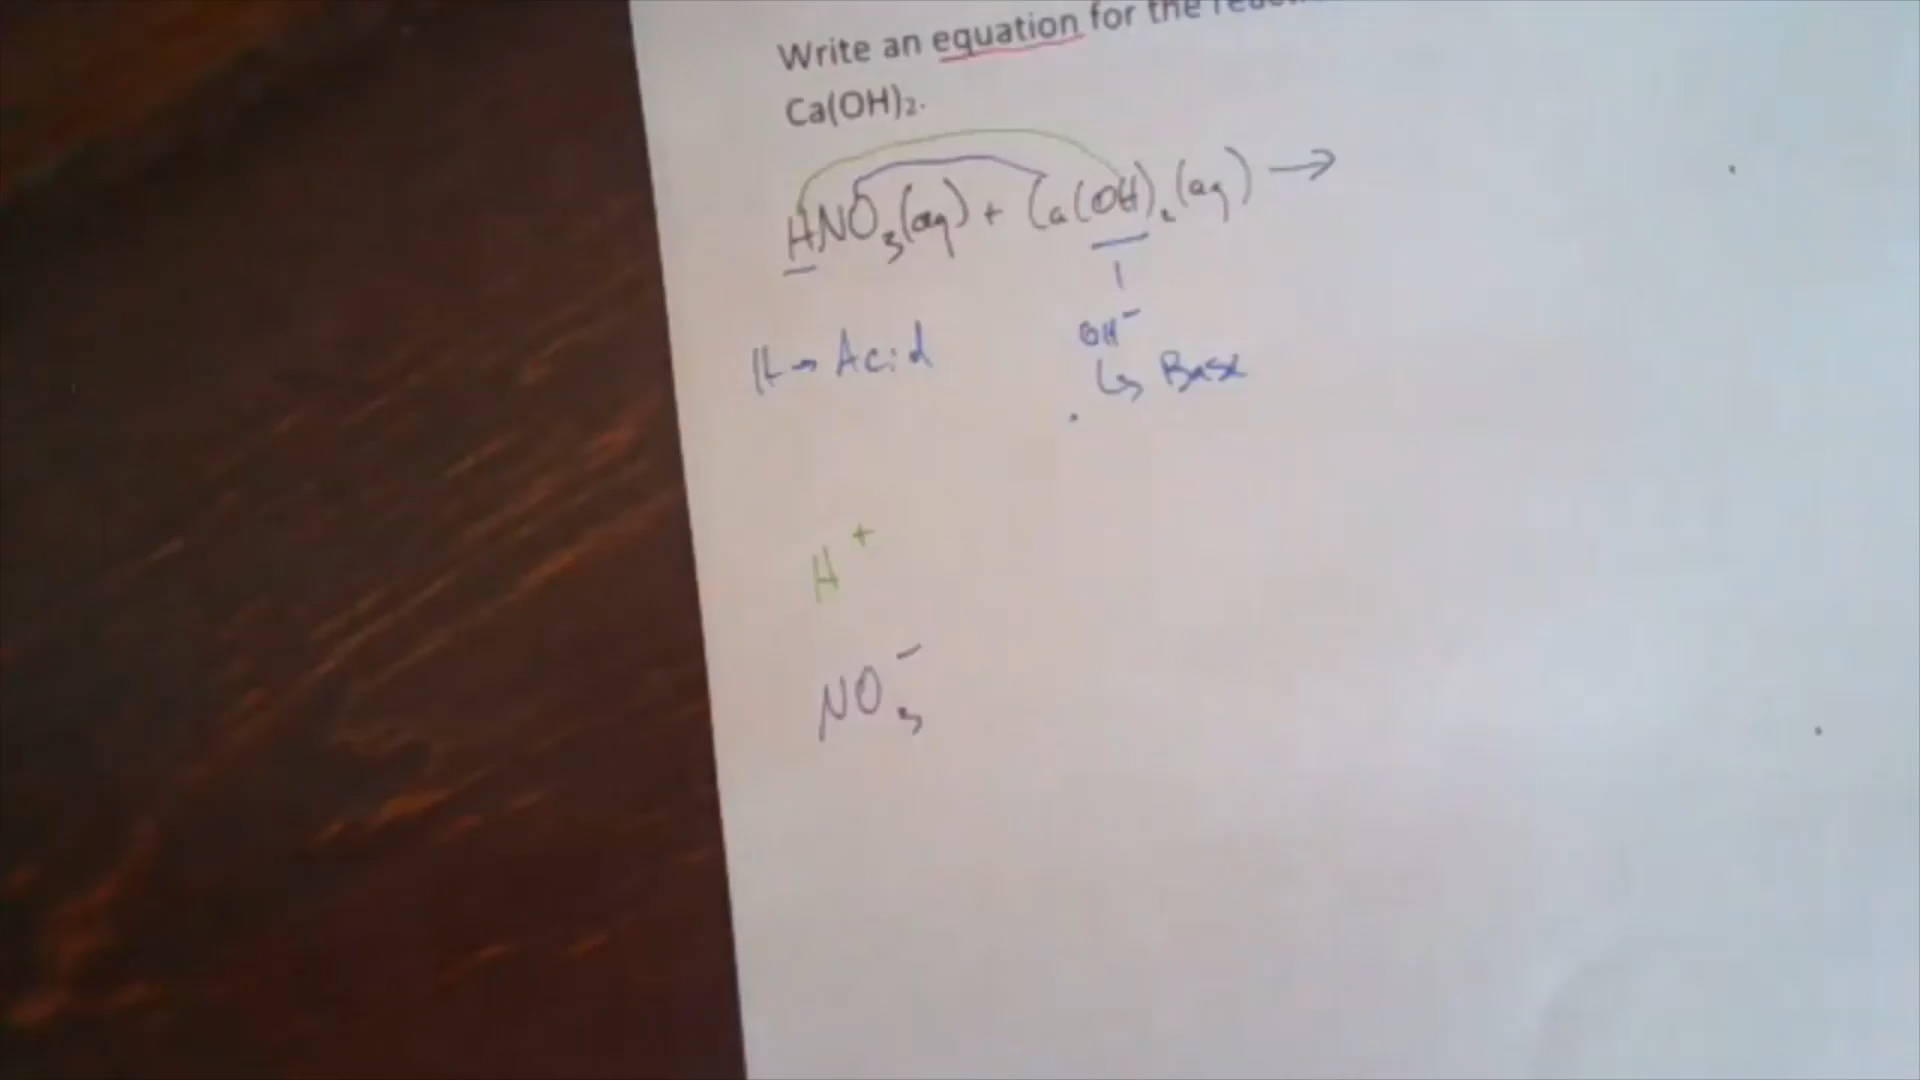 Write an equation for the
Ca(OH)₂.
HNO₃(aq) + Ca(OH)₂(aq) →
H → Acid
OH⁻
↳ Base
H⁺
NO₃⁻